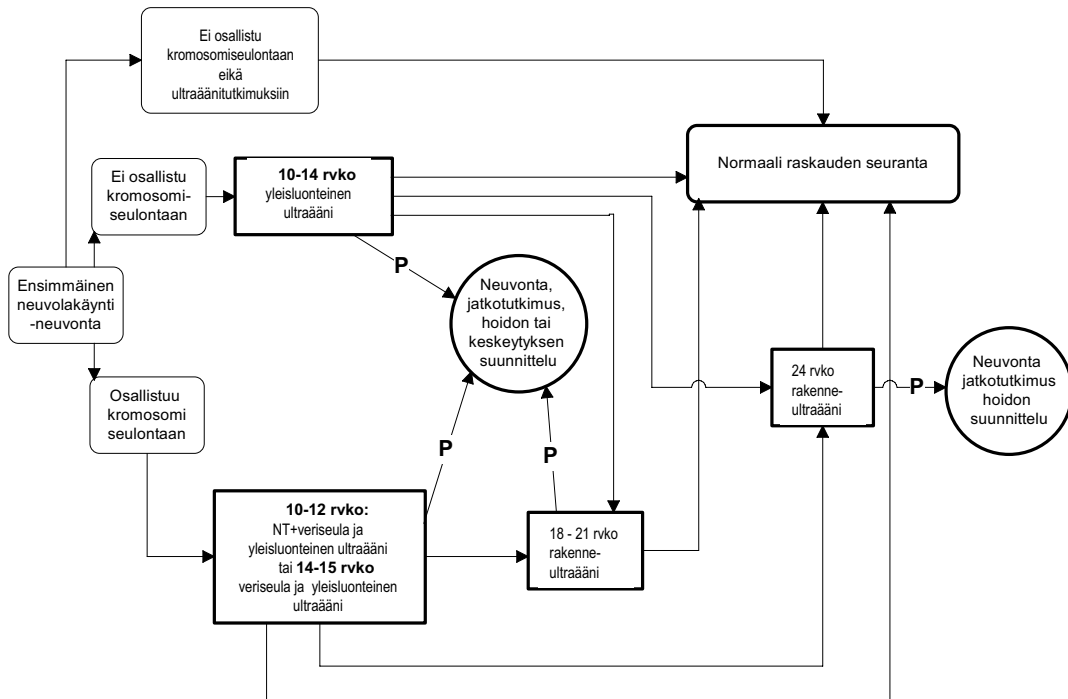 Ei osallistu
kromosomiseulontaan
eikä
ultraäänitutkimuksiin
Normaali raskauden seuranta
Ei osallistu
kromosomi-
seulontaan
10-14 rvko
yleisluonteinen
ultraääni
P
Ensimmäinen
neuvolakäynti
-neuvonta
Neuvonta,
jatkotutkimus,
hoidon tai
keskeytyksen
suunnittelu
24 rvko
rakenne-
ultraääni
P
Neuvonta
jatkotutkimus
hoidon
suunnittelu
Osallistuu
kromosomi
seulontaan
P
P
10-12 rvko:
NT+veriseula ja
yleisluonteinen ultraääni
tai 14-15 rvko
veriseula ja yleisluonteinen
ultraääni
18 - 21 rvko
rakenne-
ultraääni